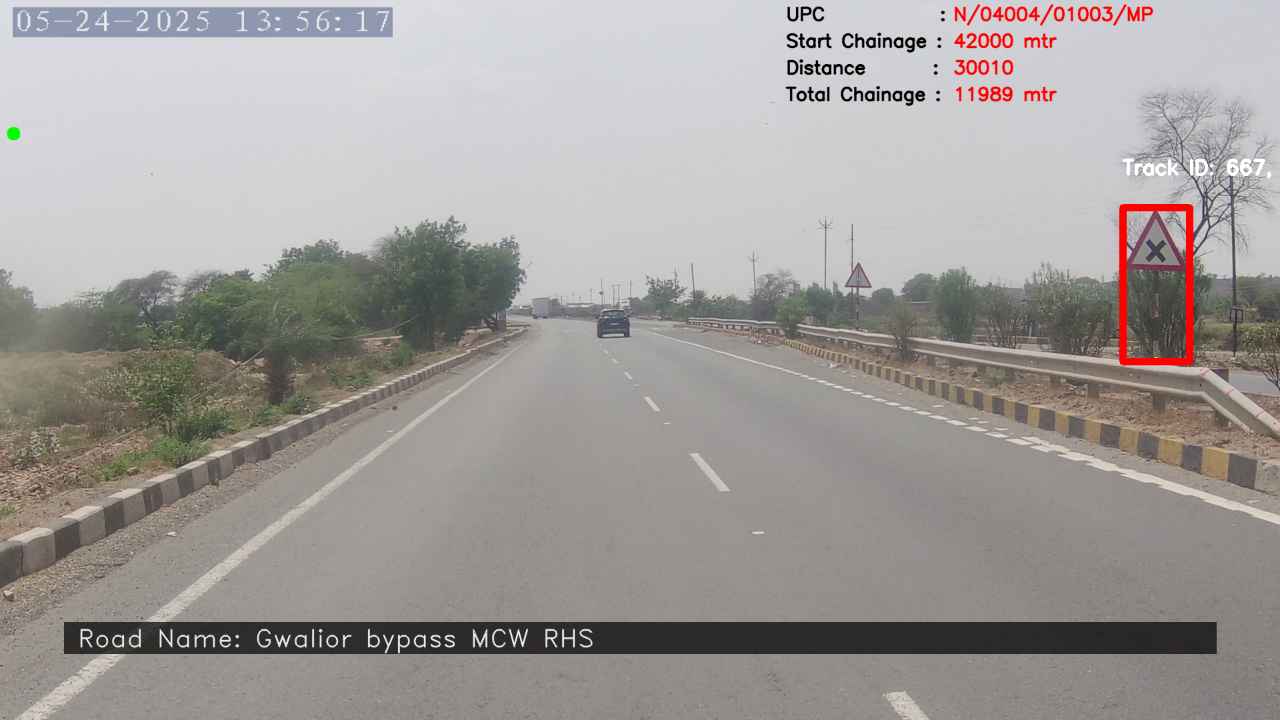 05-24-2025 13:56:17
UPC : N/04004/01003/MP
Start Chainage : 42000 mtr
Distance : 30010
Total Chainage : 11989 mtr
Track ID: 667,
Road Name: Gwalior bypass MCW RHS